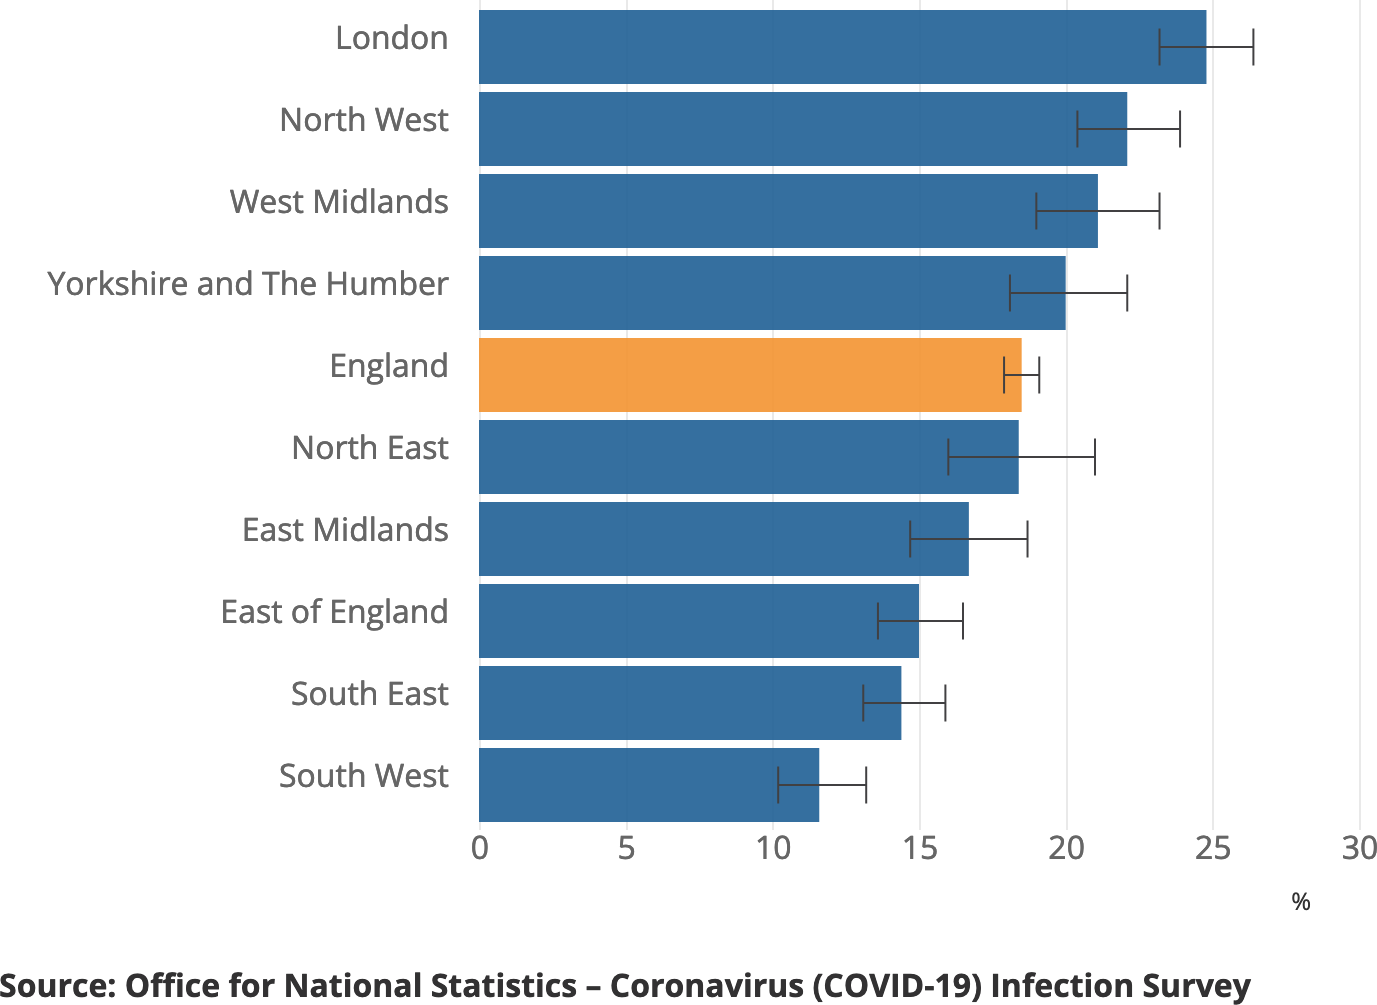 London
North West
West Midlands
Yorkshire and The Humber
England
North East
East Midlands
East of England
South East
South West
0 5 10 15 20 25 30
%
Source: Office for National Statistics – Coronavirus (COVID-19) Infection Survey